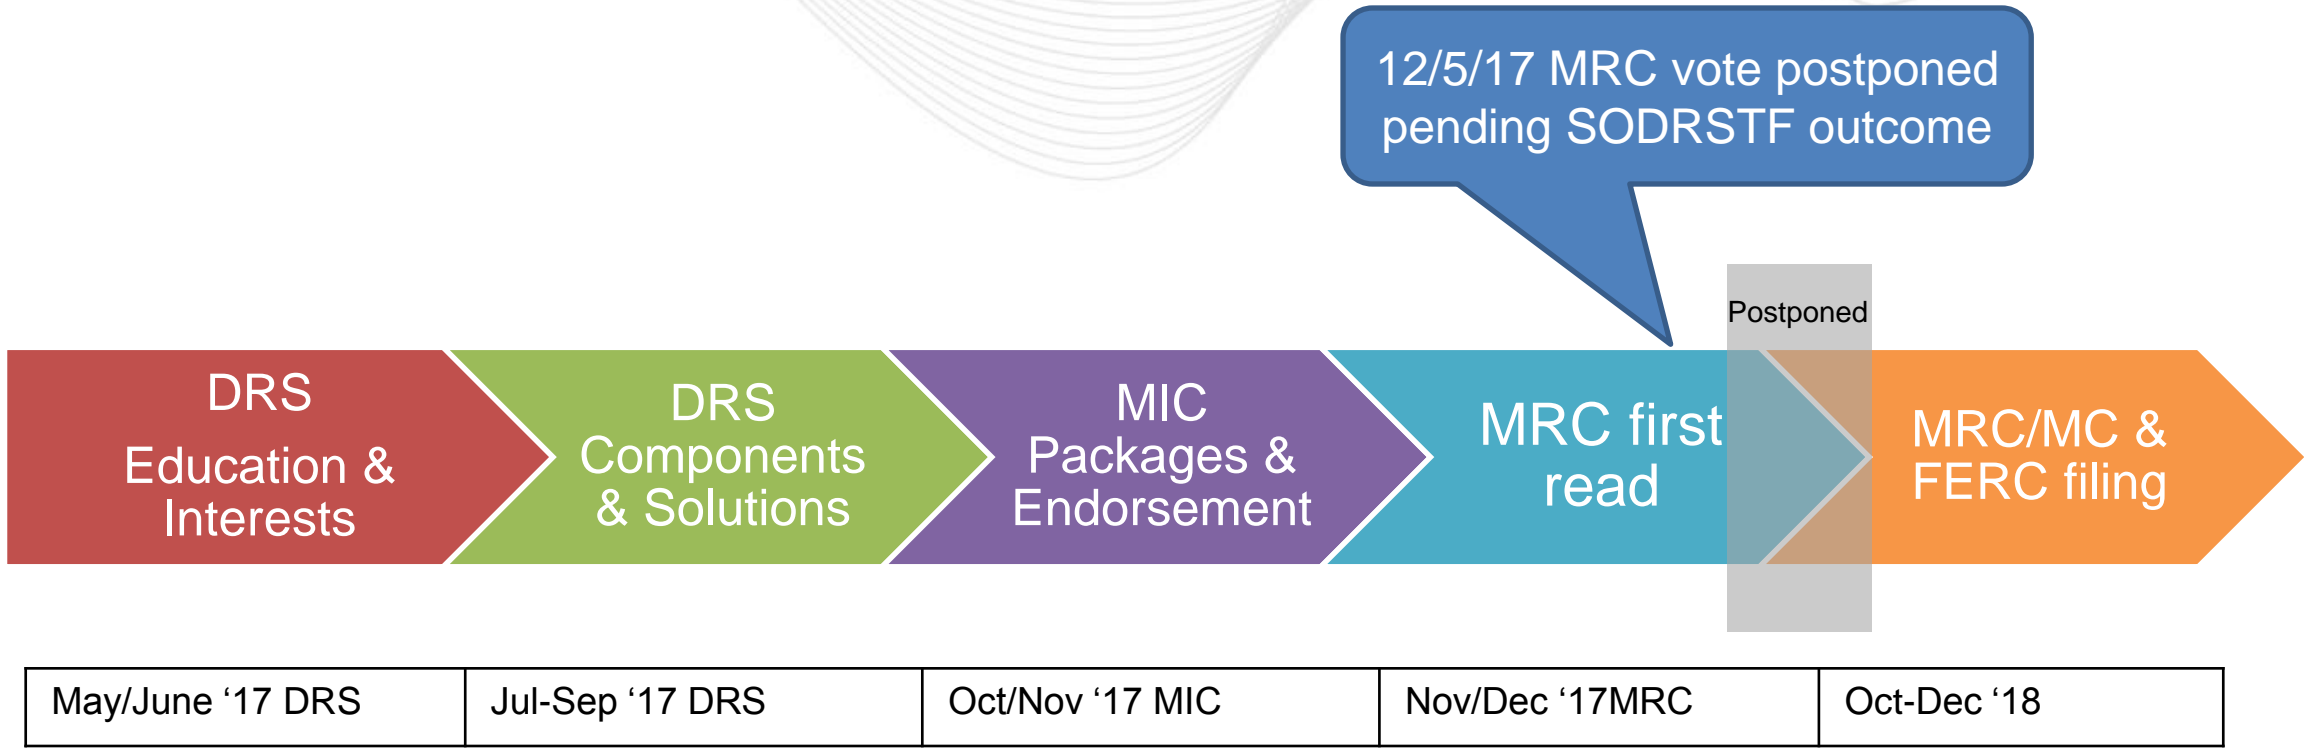 12/5/17 MRC vote postponed
pending SODRSTF outcome
Postponed
DRS
Education &
Interests
DRS
Components
& Solutions
MIC
Packages &
Endorsement
MRC first
read
MRC/MC &
FERC filing
May/June ‘17 DRS
Jul-Sep ‘17 DRS
Oct/Nov ‘17 MIC
Nov/Dec ‘17MRC
Oct-Dec ‘18